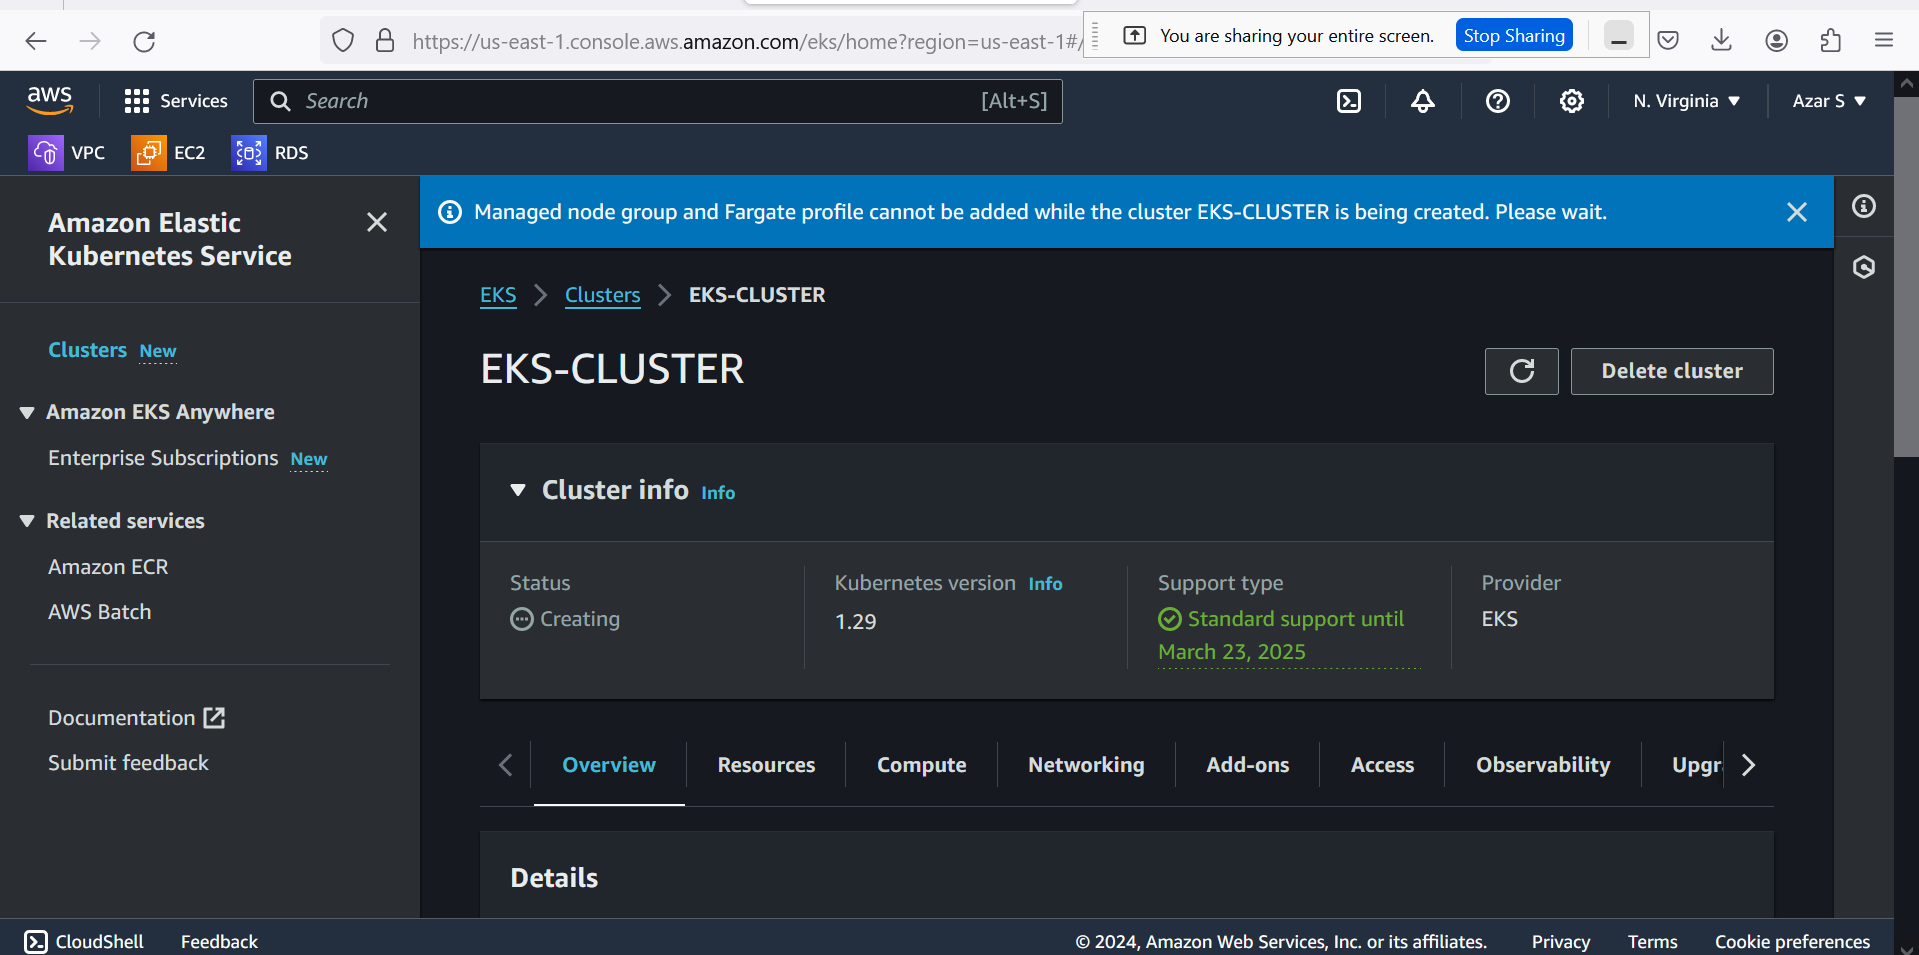 https://us-east-1.console.aws.amazon.com/eks/home?region=us-east-1#/
You are sharing your entire screen.
Stop Sharing
aws
Services
Search
[Alt+S]
N. Virginia
Azar S
VPC
EC2
RDS
Amazon Elastic
Kubernetes Service
Clusters New
Amazon EKS Anywhere
Enterprise Subscriptions New
Related services
Amazon ECR
AWS Batch
Documentation
Submit feedback
Managed node group and Fargate profile cannot be added while the cluster EKS-CLUSTER is being created. Please wait.
EKS
Clusters
EKS-CLUSTER
EKS-CLUSTER
Delete cluster
Cluster info Info
Status
Creating
Kubernetes version Info
1.29
Support type
Standard support until
March 23, 2025
Provider
EKS
Overview
Resources
Compute
Networking
Add-ons
Access
Observability
Upgr
Details
CloudShell
Feedback
© 2024, Amazon Web Services, Inc. or its affiliates.
Privacy
Terms
Cookie preferences